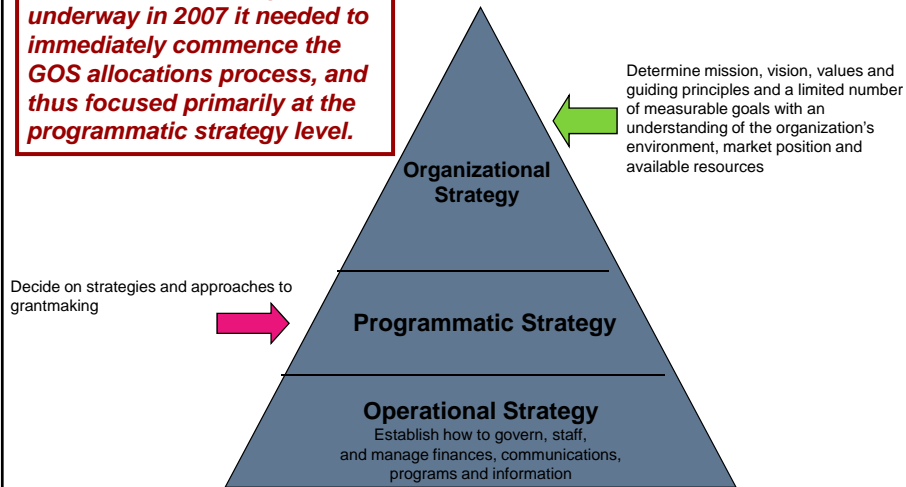 underway in 2007 it needed to
immediately commence the
GOS allocations process, and
thus focused primarily at the
programmatic strategy level.
Determine mission, vision, values and
guiding principles and a limited number
of measurable goals with an
understanding of the organization's
environment, market position and
available resources
Organizational
Strategy
Decide on strategies and approaches to
grantmaking
Programmatic Strategy
Operational Strategy
Establish how to govern, staff,
and manage finances, communications,
programs and information